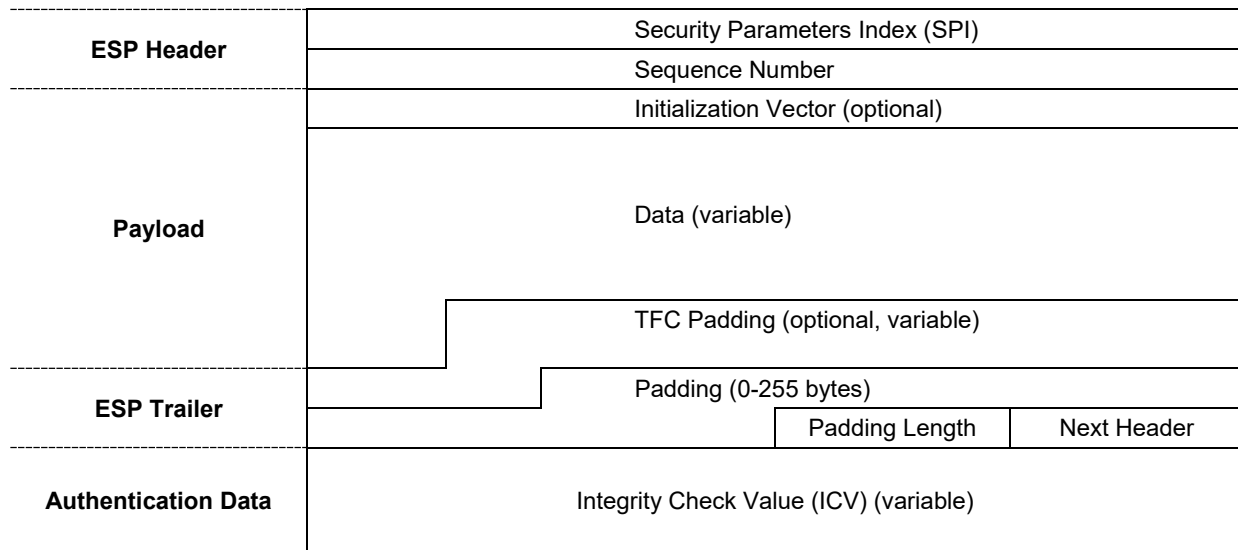 ESP Header
Security Parameters Index (SPI)
Sequence Number
Payload
Initialization Vector (optional)
Data (variable)
TFC Padding (optional, variable)
ESP Trailer
Padding (0-255 bytes)
Padding Length Next Header
Authentication Data
Integrity Check Value (ICV) (variable)